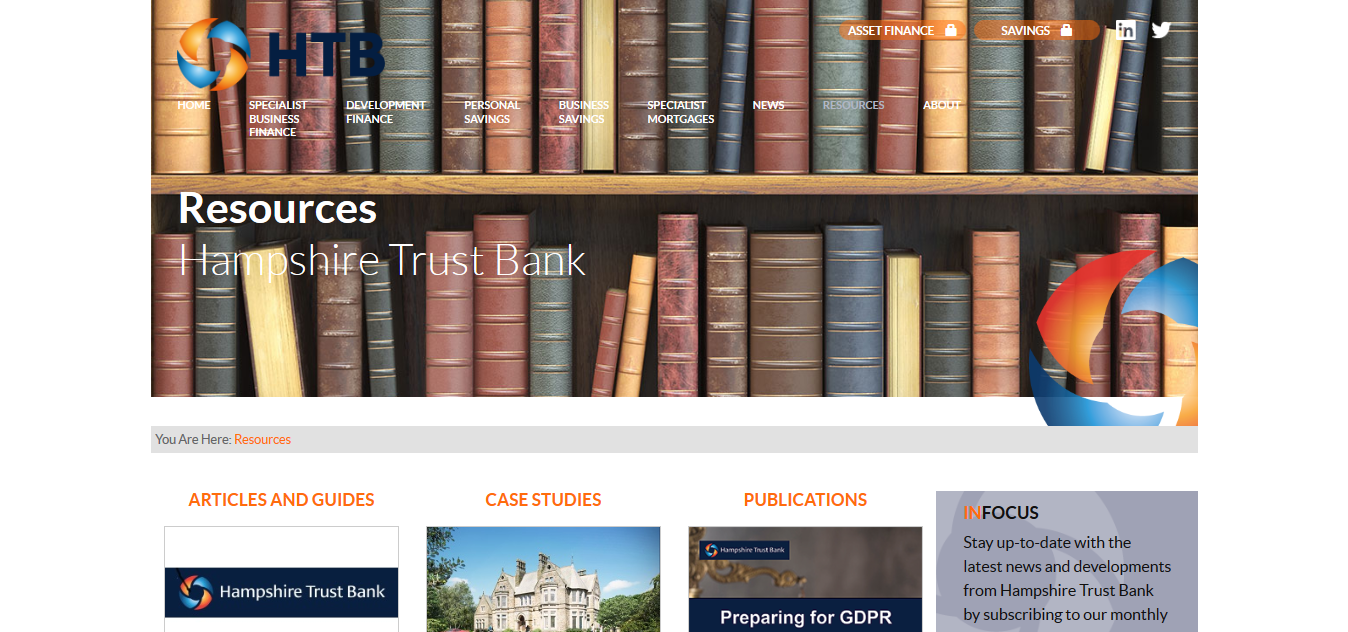 HTB
ASSET FINANCE
SAVINGS
HOME
SPECIALIST
BUSINESS
FINANCE
DEVELOPMENT
FINANCE
PERSONAL
SAVINGS
BUSINESS
SAVINGS
SPECIALIST
MORTGAGES
NEWS
RESOURCES
ABOUT
Resources
Hampshire Trust Bank
You Are Here: Resources
ARTICLES AND GUIDES
Hampshire Trust Bank
CASE STUDIES
PUBLICATIONS
Hampshire Trust Bank
Preparing for GDPR
INFOCUS
Stay up-to-date with the
latest news and developments
from Hampshire Trust Bank
by subscribing to our monthly